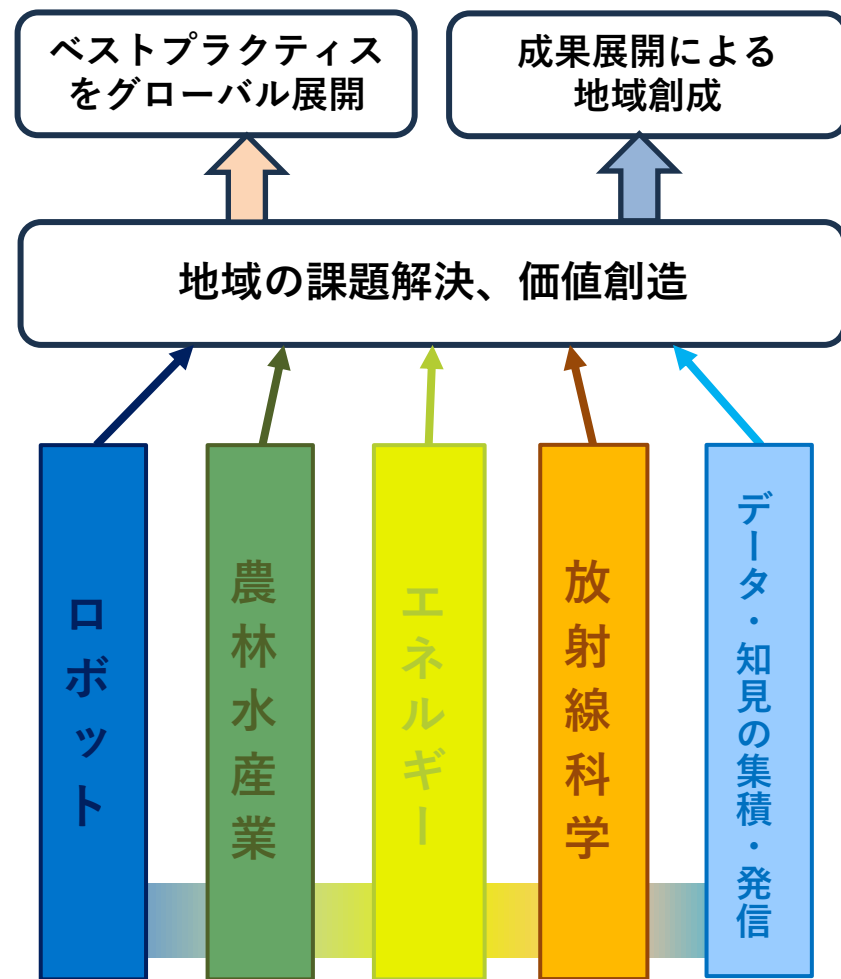 ベストプラクティス
をグローバル展開
成果展開による
地域創成
地域の課題解決、価値創造
ロボット
農林水産業
エネルギー
放射線科学
データ・知見の集積・発信